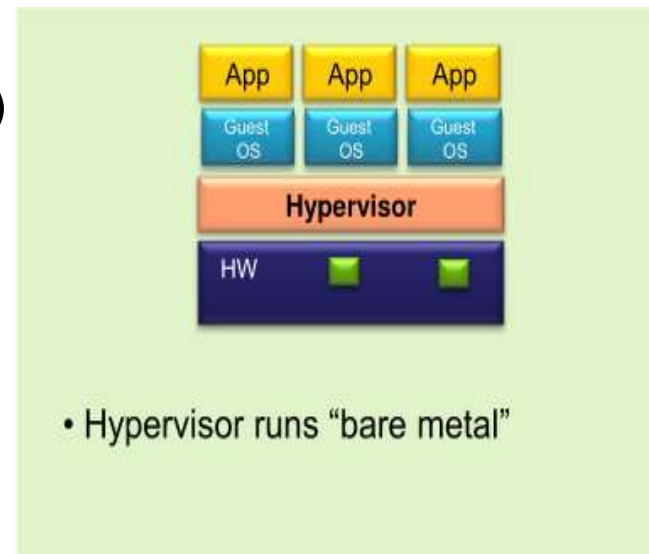 App App App
Guest Guest Guest
OS OS OS
Hypervisor
HW
• Hypervisor runs “bare metal”